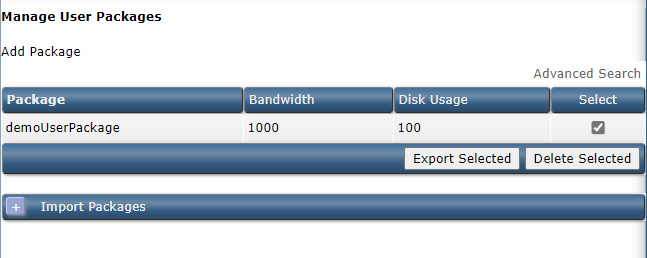 Manage User Packages
Add Package
Advanced Search
Package Bandwidth Disk Usage Select
demoUserPackage 1000 100
Export Selected Delete Selected
+ Import Packages